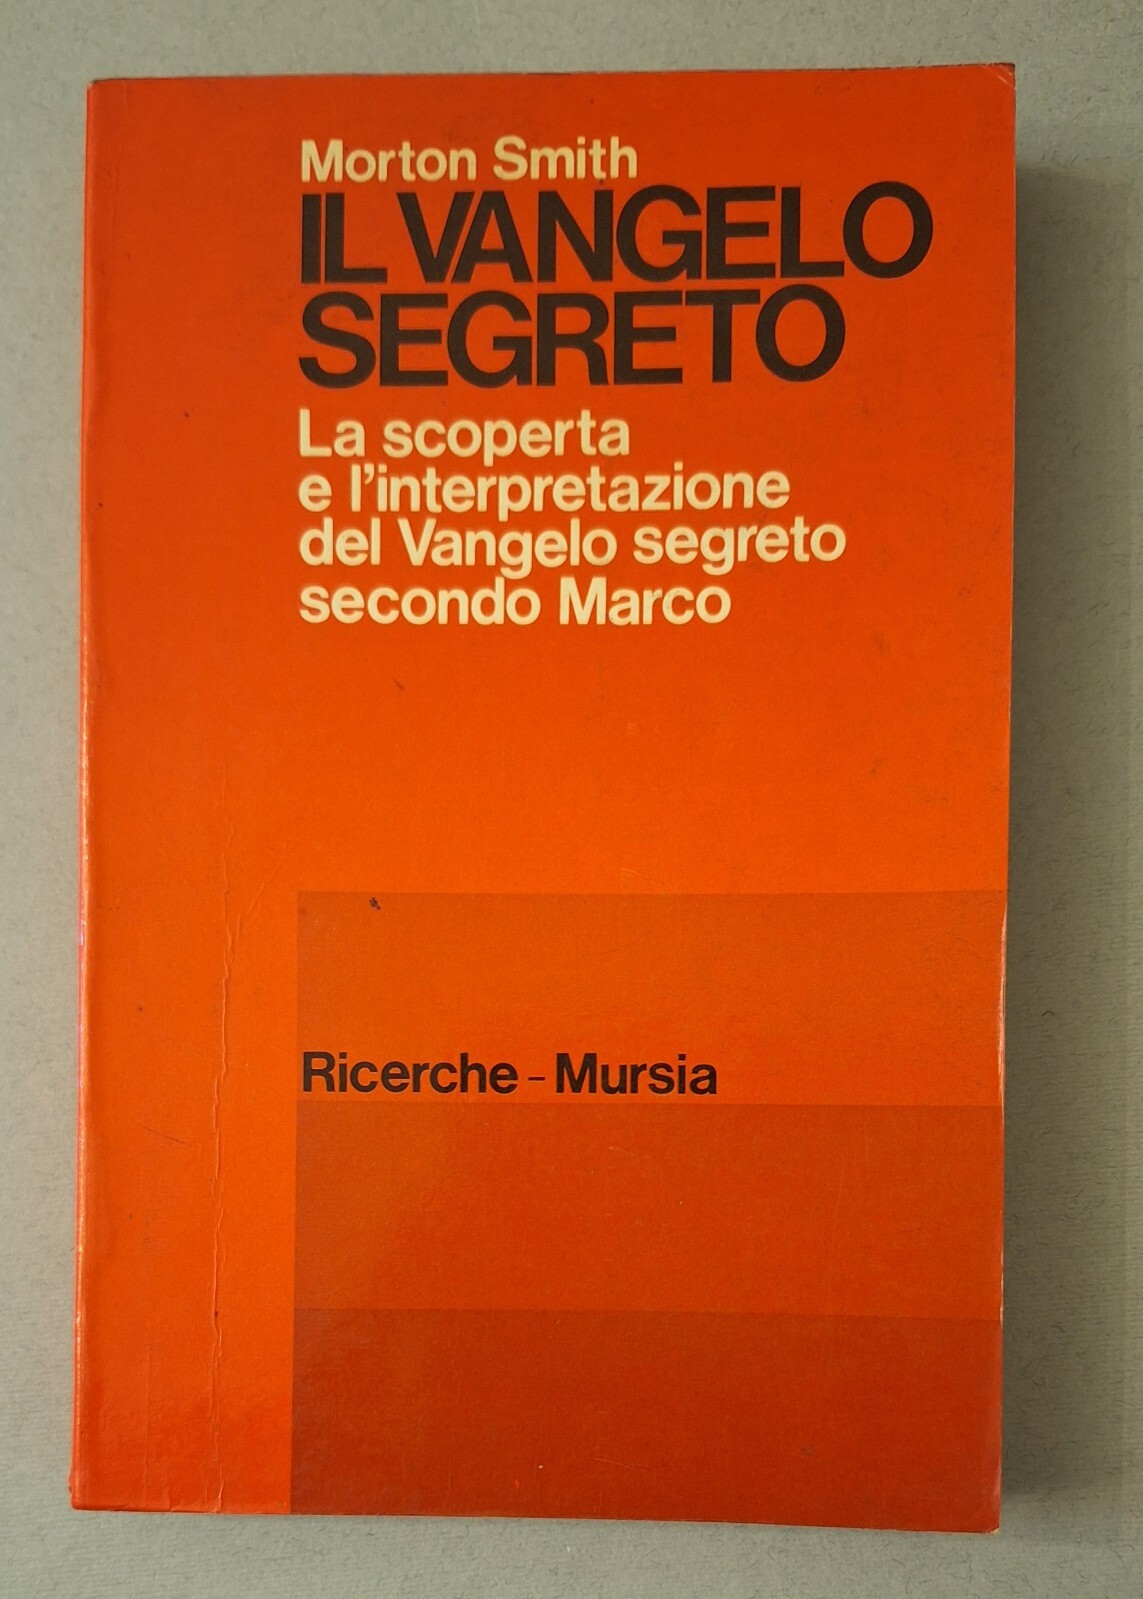 Morton Smith
IL VANGELO
SEGRETO
La scoperta
e l'interpretazione
del Vangelo segreto
secondo Marco
Ricerche - Mursia